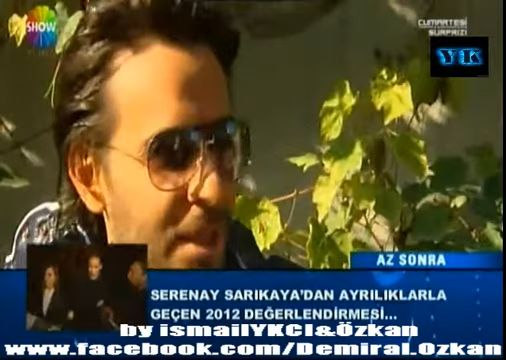 SHOW
CUMARTESİ
SÜRPRİZİ
YK
AZ SONRA
SERENAY SARIKAYA'DAN AYRILIKLARLA
GEÇEN 2012 DEĞERLENDİRMESİ...
by ismailYKCI&Özkan
www.facebook.com/Demiral.Ozkan